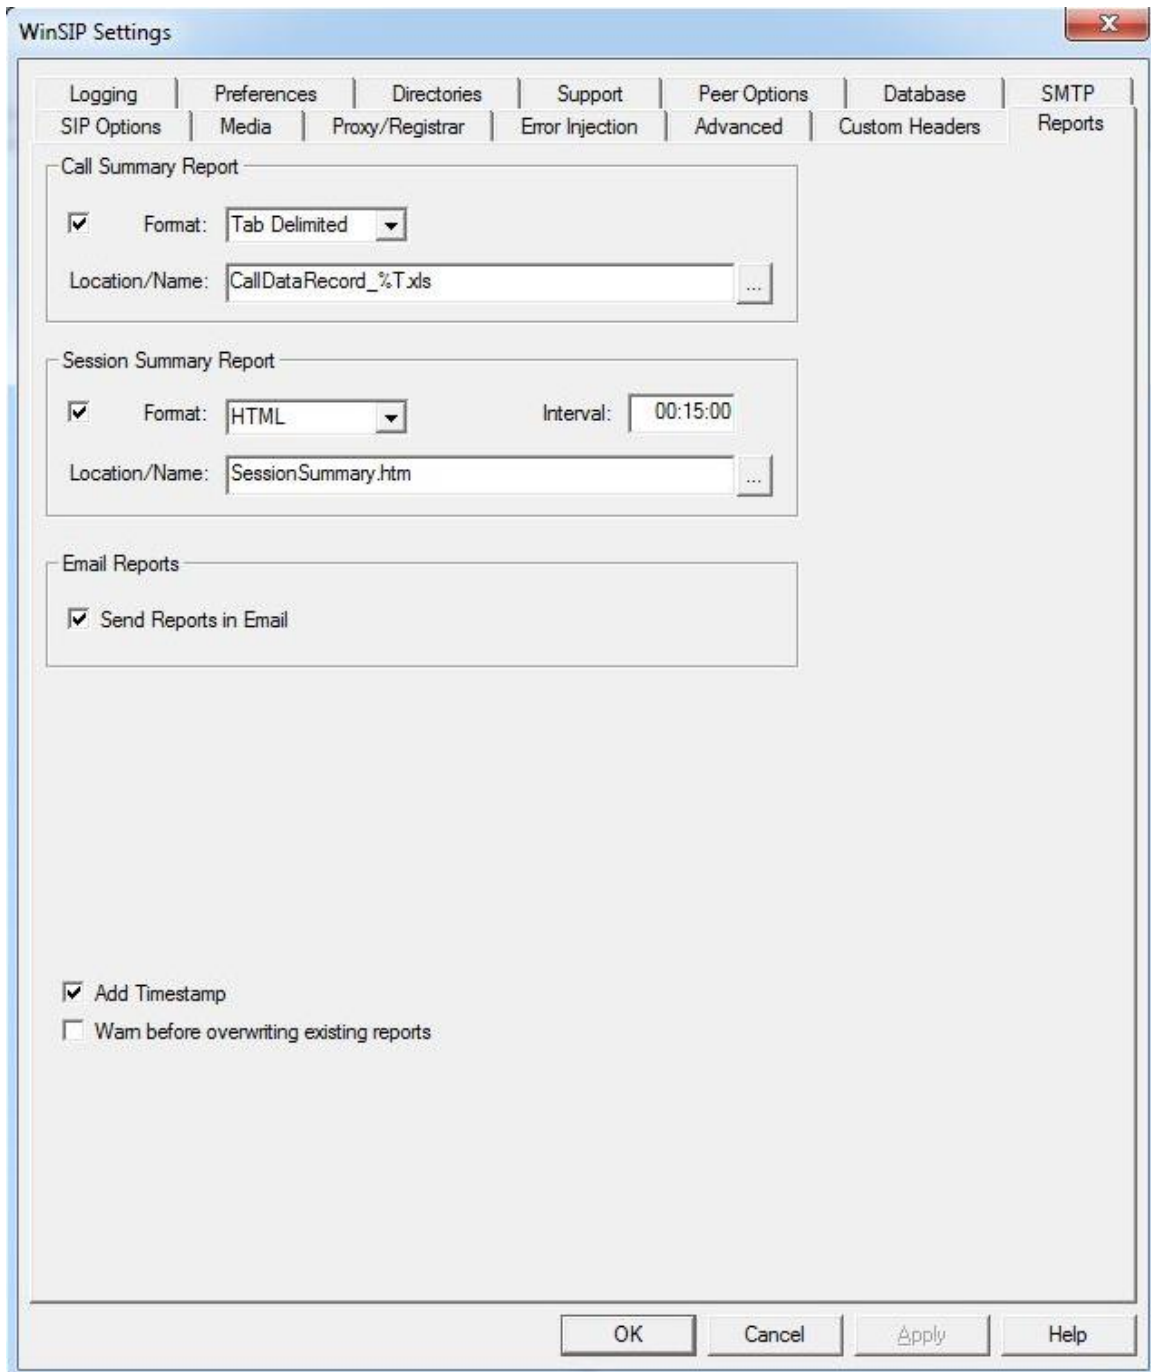 WinSIP Settings
Logging Preferences Directories Support Peer Options Database SMTP
SIP Options Media Proxy/Registrar Error Injection Advanced Custom Headers Reports
Call Summary Report
Format: Tab Delimited
Location/Name: CallDataRecord_%T.xls ...
Session Summary Report
Format: HTML Interval: 00:15:00
Location/Name: SessionSummary.htm ...
Email Reports
Send Reports in Email
Add Timestamp
Warn before overwriting existing reports
OK Cancel Apply Help